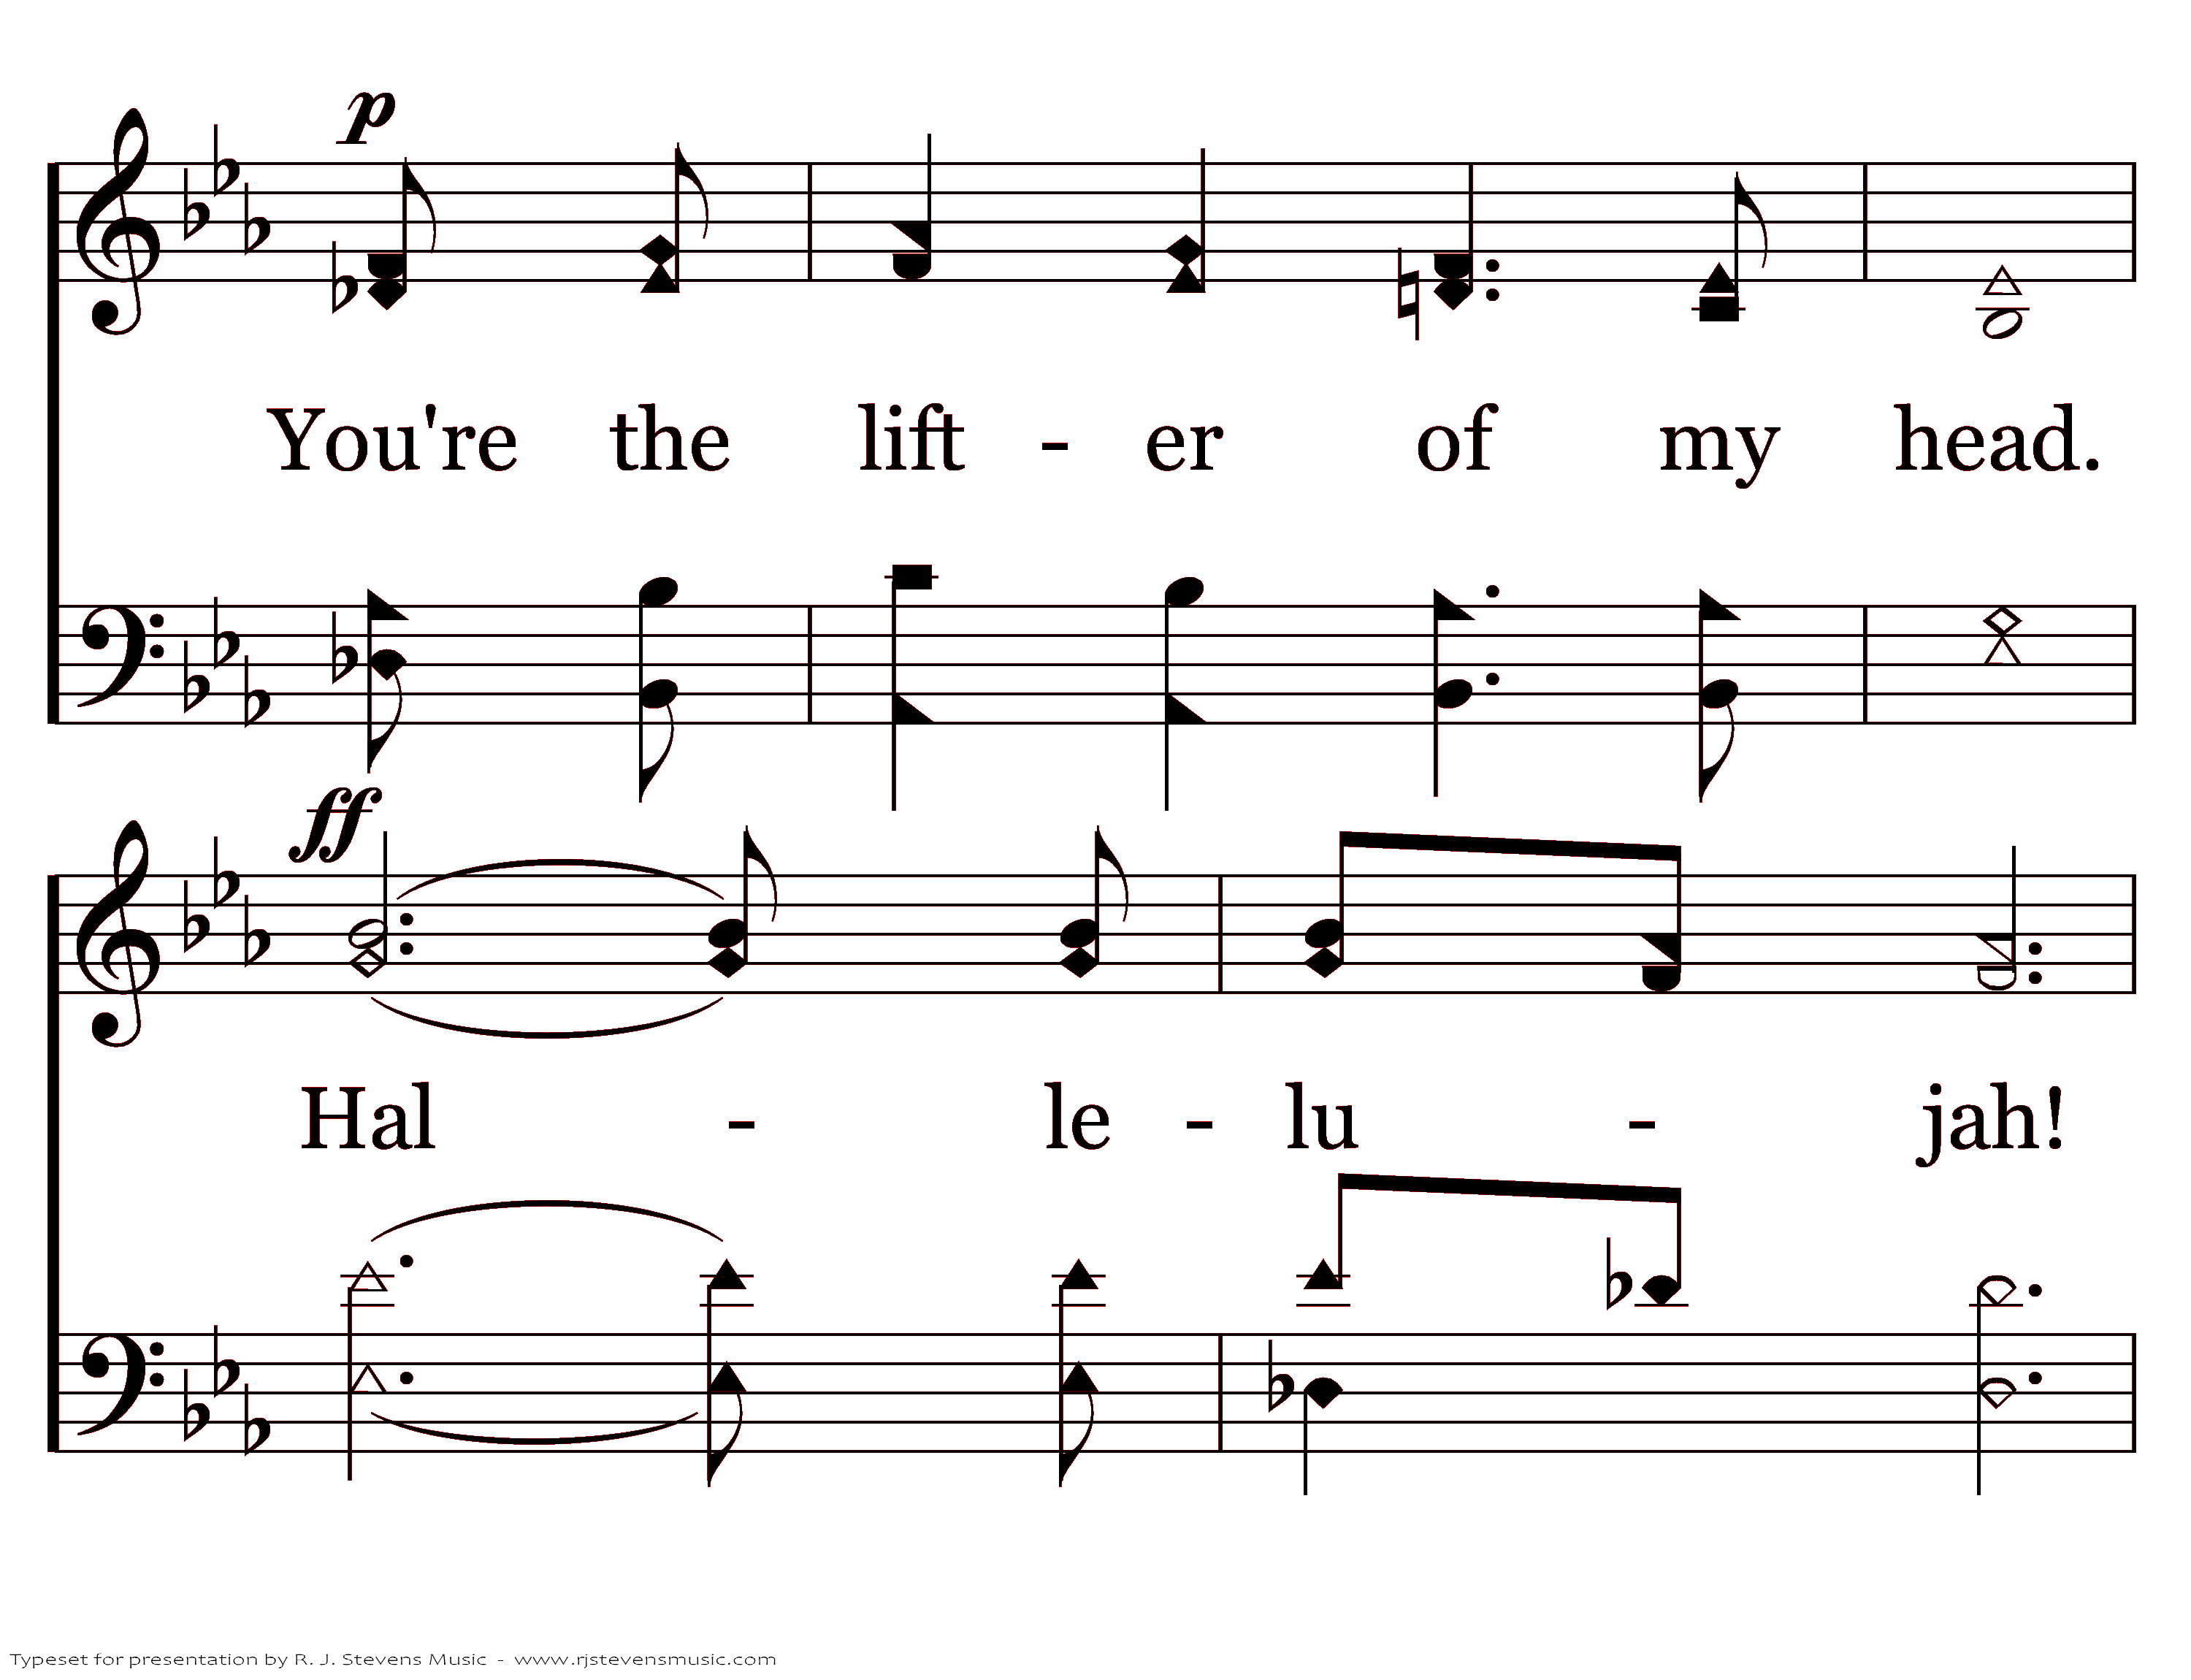 p
You're the lift - er of my head.
ff
Hal - le - lu - jah!
Typeset for presentation by R. J. Stevens Music - www.rjstevensmusic.com